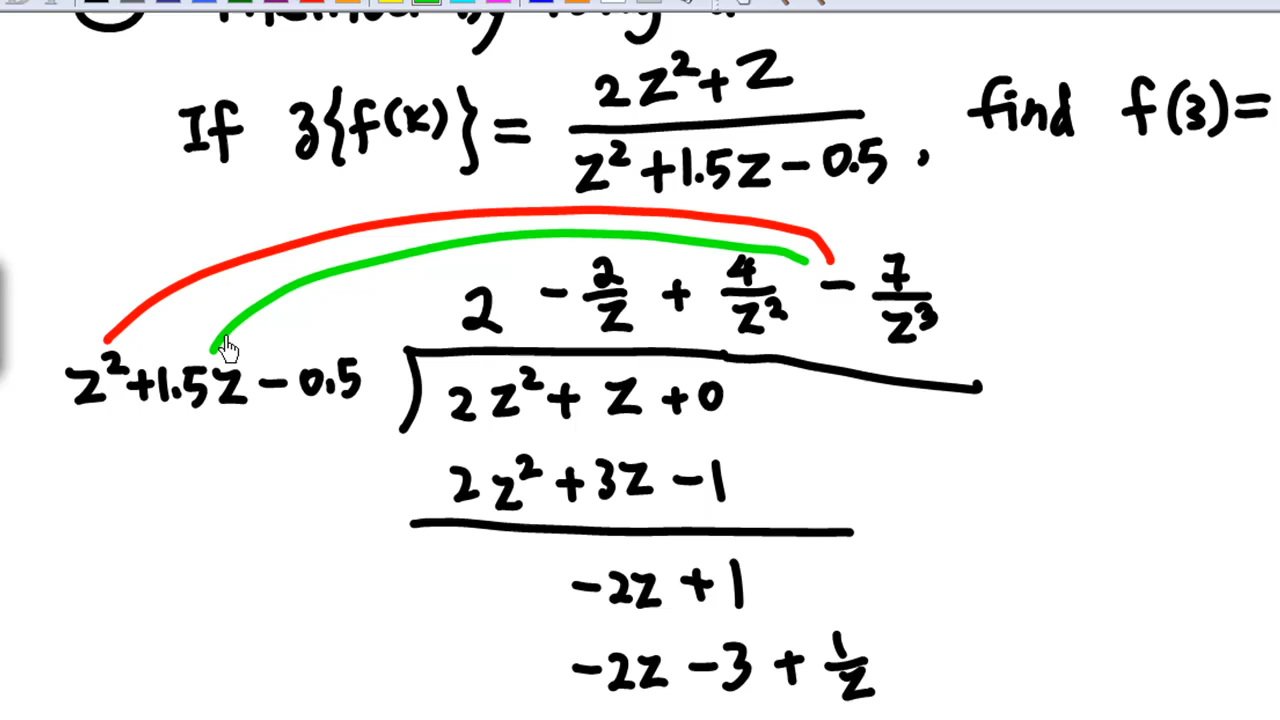 If z{f(k)} = (2z²+z)/(z²+1.5z-0.5), find f(3)=
2 - 2/z + 4/z² - 7/z³
z²+1.5z-0.5 ) 2z²+z+0
2z²+3z-1
-2z+1
-2z-3+1/z